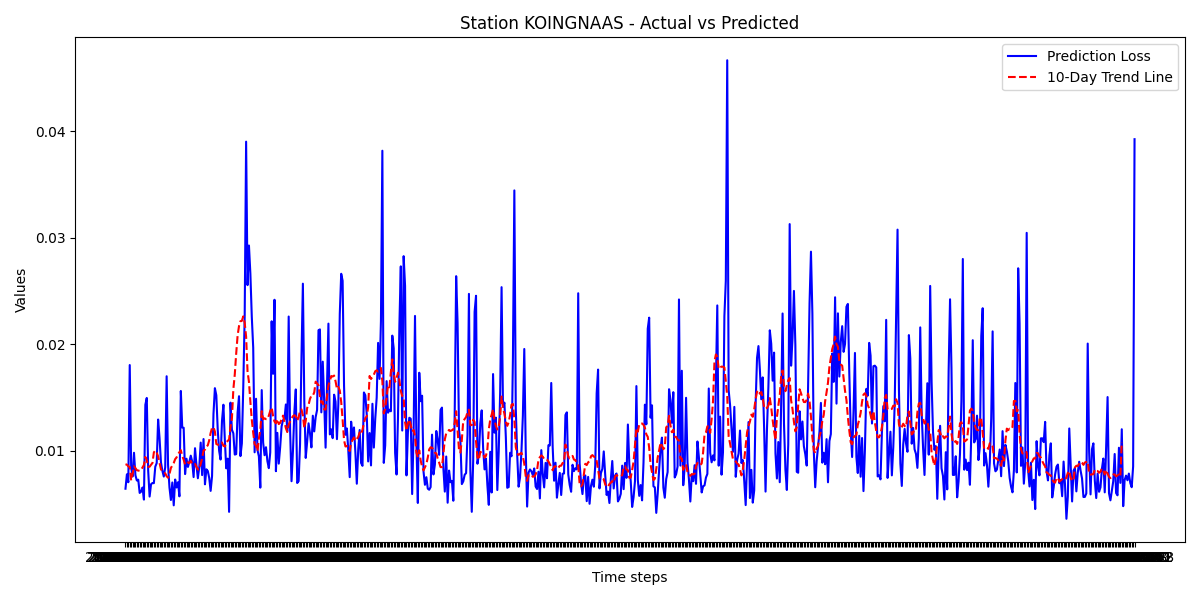 Station KOINGNAAS - Actual vs Predicted
Prediction Loss
10-Day Trend Line
0.04
0.03
0.02
0.01
Values
Time steps